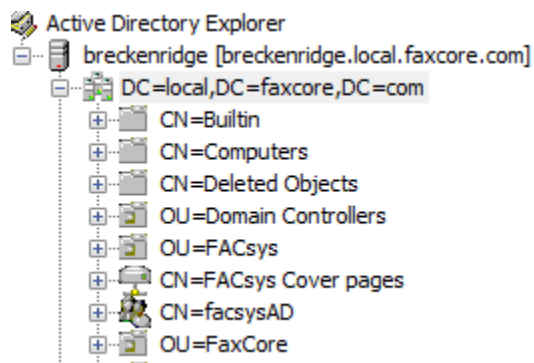 Active Directory Explorer
breckenridge [breckenridge.local.faxcore.com]
DC=local,DC=faxcore,DC=com
CN=Builtin
CN=Computers
CN=Deleted Objects
OU=Domain Controllers
OU=FACsys
CN=FACsys Cover pages
CN=facsysAD
OU=FaxCore